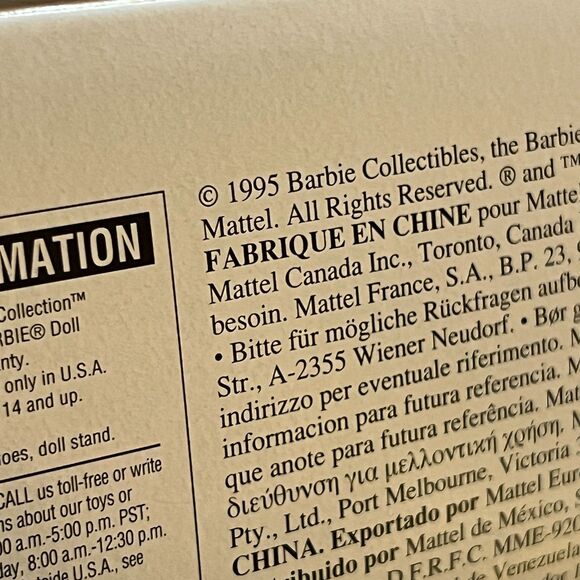 MATION
Collection™
RBIE® Doll
nty.
only in U.S.A.
14 and up.
oes, doll stand.
CALL us toll-free or write
ns about our toys or
00 a.m.-5:00 p.m. PST;
day, 8:00 a.m.-12:30 p.m.
side U.S.A., see
© 1995 Barbie Collectibles, the Barbie
Mattel. All Rights Reserved. ® and ™
FABRIQUE EN CHINE pour Matte
Mattel Canada Inc., Toronto, Canada
besoin. Mattel France, S.A., B.P. 23,
• Bitte für mögliche Rückfragen aufbe
Str., A-2355 Wiener Neudorf. • Bør g
indirizzo per eventuale riferimento. M
informacion para futura referencia. M
que anote para futura referência. Mat
διεύθυνση για μελλοντική χρήση. M
Pty., Ltd., Port Melbourne, Victoria
CHINA. Exportado por Mattel Eur
tribuido por Mattel de México,
D.F.R.F.C. MME-920
de Venezuela